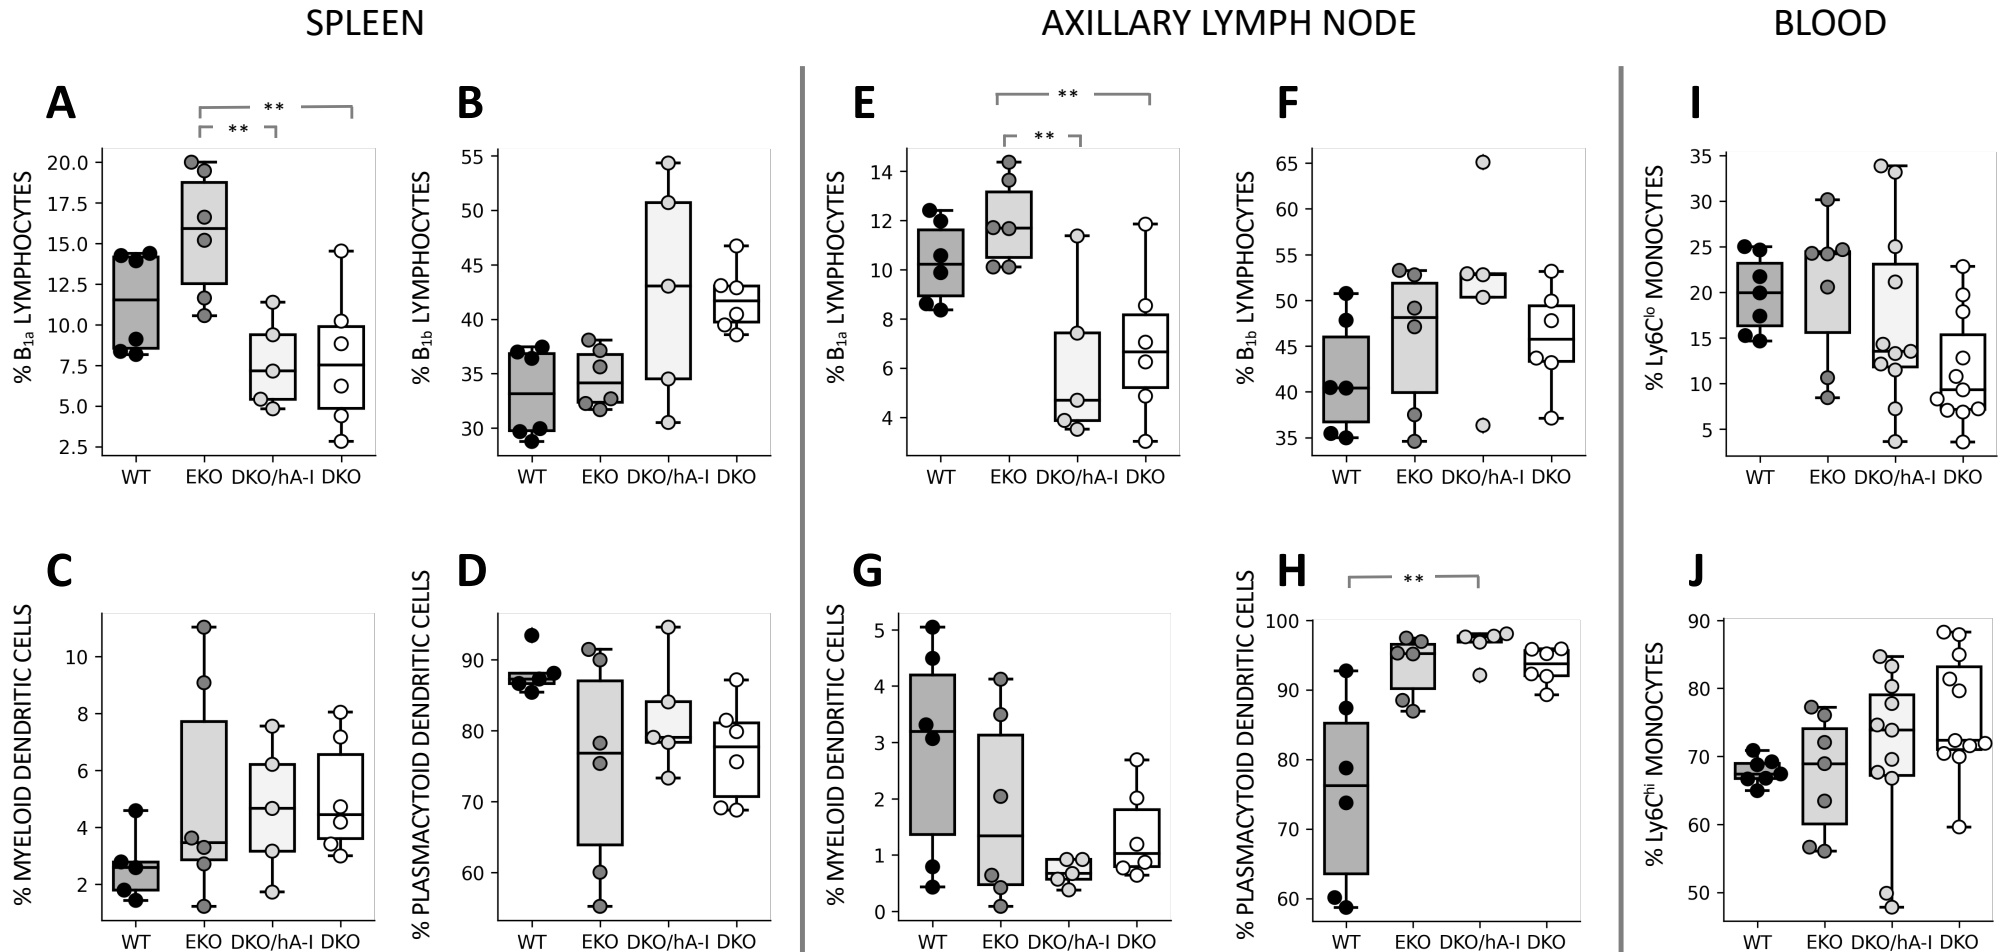 SPLEEN
AXILLARY LYMPH NODE
BLOOD
A
** 
**
% B1a LYMPHOCYTES
20.0
17.5
15.0
12.5
10.0
7.5
5.0
2.5
WT
EKO
DKO/hA-I
DKO
B
% B1b LYMPHOCYTES
55
50
45
40
35
30
WT
EKO
DKO/hA-I
DKO
E
**
**
% B1a LYMPHOCYTES
14
12
10
8
6
4
WT
EKO
DKO/hA-I
DKO
F
% B1b LYMPHOCYTES
65
60
55
50
45
40
35
WT
EKO
DKO/hA-I
DKO
I
% Ly6Clo MONOCYTES
35
30
25
20
15
10
5
WT
EKO
DKO/hA-I
DKO
C
% MYELOID DENDRITIC CELLS
10
8
6
4
2
WT
EKO
DKO/hA-I
DKO
D
% PLASMACYTOID DENDRITIC CELLS
90
80
70
60
WT
EKO
DKO/hA-I
DKO
G
% MYELOID DENDRITIC CELLS
5
4
3
2
1
0
WT
EKO
DKO/hA-I
DKO
H
**
% PLASMACYTOID DENDRITIC CELLS
100
90
80
70
60
WT
EKO
DKO/hA-I
DKO
J
% Ly6Chi MONOCYTES
90
80
70
60
50
WT
EKO
DKO/hA-I
DKO